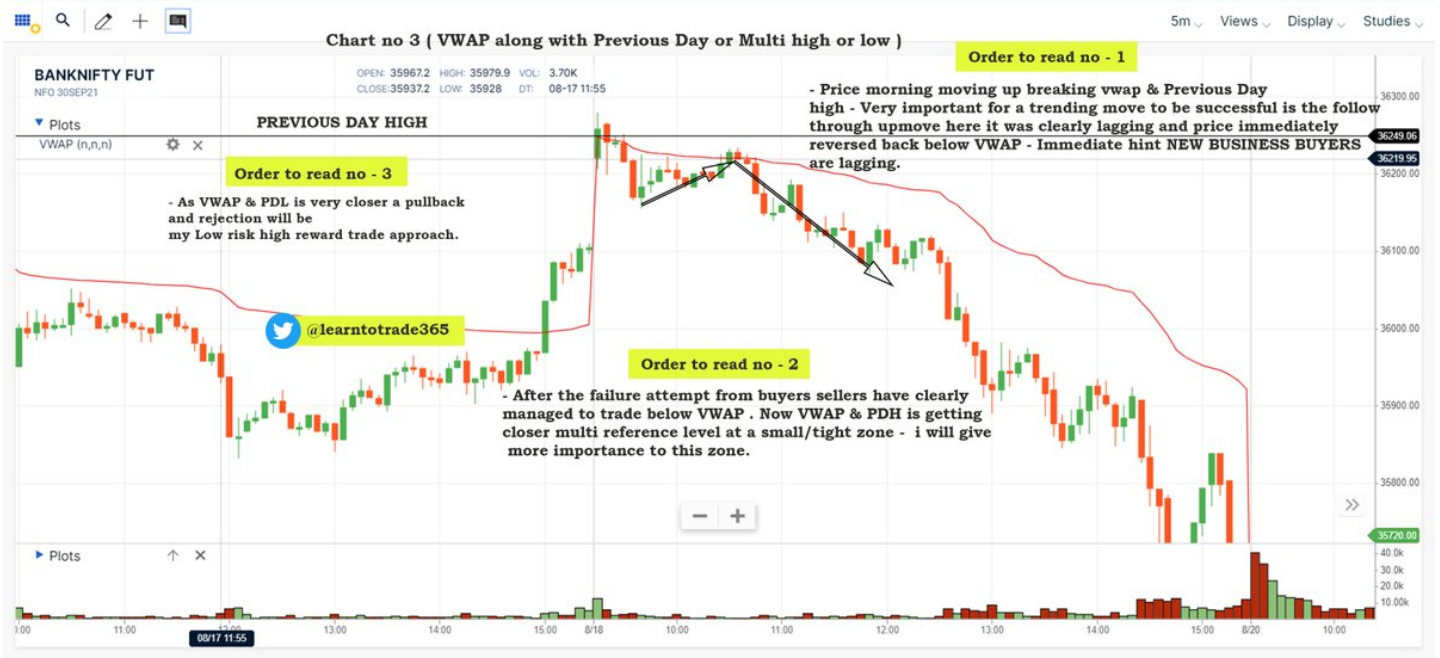 5m Views Display Studies
Chart no 3 ( VWAP along with Previous Day or Multi high or low )
BANKNIFTY FUT
NFO 30SEP21
OPEN: 35967.2 HIGH: 35979.9 VOL: 3.70K
CLOSE:35937.2 LOW: 35928 DT: 08-17 11:55
Plots
VWAP (n,n,n)
PREVIOUS DAY HIGH
Order to read no - 1
- Price morning moving up breaking vwap & Previous Day
high - Very important for a trending move to be successful is the follow
through upmove here it was clearly lagging and price immediately
reversed back below VWAP - Immediate hint NEW BUSINESS BUYERS
are lagging.
Order to read no - 3
- As VWAP & PDL is very closer a pullback
and rejection will be
my Low risk high reward trade approach.
@learntotrade365
Order to read no - 2
- After the failure attempt from buyers sellers have clearly
managed to trade below VWAP . Now VWAP & PDH is getting
closer multi reference level at a small/tight zone - i will give
more importance to this zone.
36300.00
36249.06
36219.95
36200.00
36100.00
36000.00
35900.00
35800.00
35720.00
Plots
40.0k
30.0k
20.0k
10.00k
:00 11:00 12:00 13:00 14:00 15:00 8/18 10:00 11:00 12:00 13:00 14:00 15:00 8/20 10:00
08/17 11:55